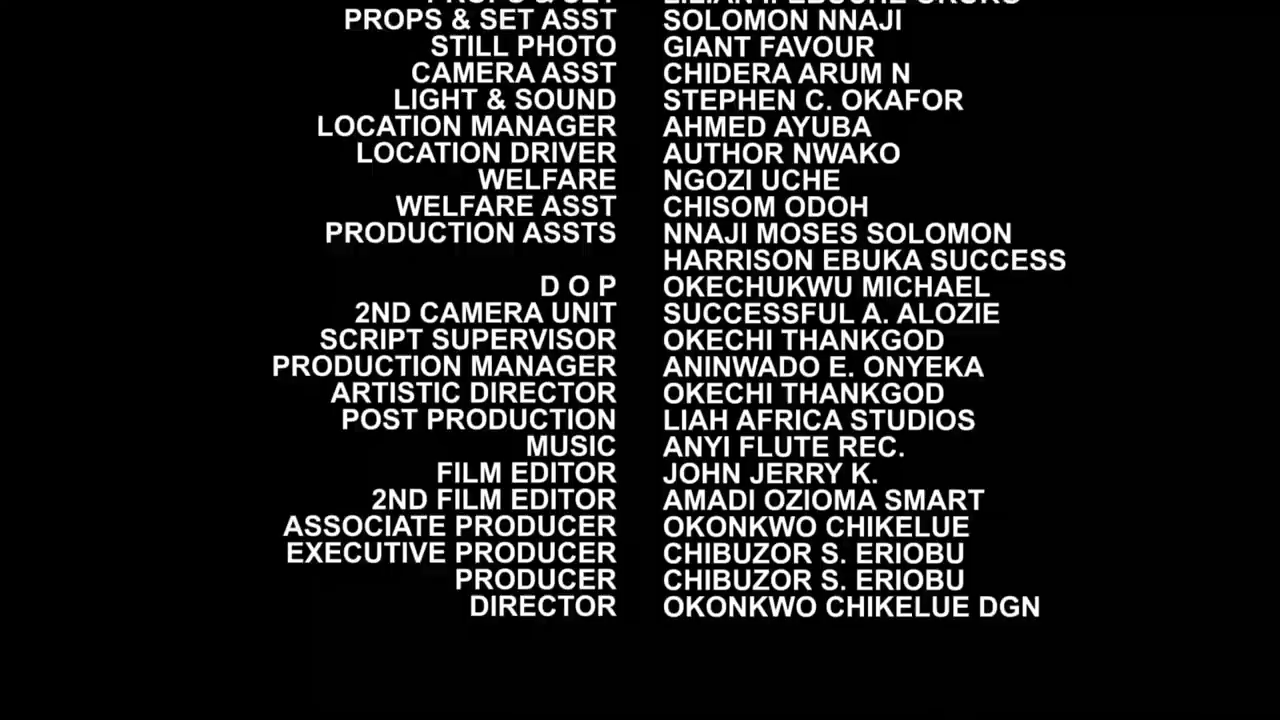 PROPS & SET ASST SOLOMON NNAJI
STILL PHOTO GIANT FAVOUR
CAMERA ASST CHIDERA ARUM N
LIGHT & SOUND STEPHEN C. OKAFOR
LOCATION MANAGER AHMED AYUBA
LOCATION DRIVER AUTHOR NWAKO
WELFARE NGOZI UCHE
WELFARE ASST CHISOM ODOH
PRODUCTION ASSTS NNAJI MOSES SOLOMON
HARRISON EBUKA SUCCESS
D O P OKECHUKWU MICHAEL
2ND CAMERA UNIT SUCCESSFUL A. ALOZIE
SCRIPT SUPERVISOR OKECHI THANKGOD
PRODUCTION MANAGER ANINWADO E. ONYEKA
ARTISTIC DIRECTOR OKECHI THANKGOD
POST PRODUCTION LIAH AFRICA STUDIOS
MUSIC ANYI FLUTE REC.
FILM EDITOR JOHN JERRY K.
2ND FILM EDITOR AMADI OZIOMA SMART
ASSOCIATE PRODUCER OKONKWO CHIKELUE
EXECUTIVE PRODUCER CHIBUZOR S. ERIOBU
PRODUCER CHIBUZOR S. ERIOBU
DIRECTOR OKONKWO CHIKELUE DGN